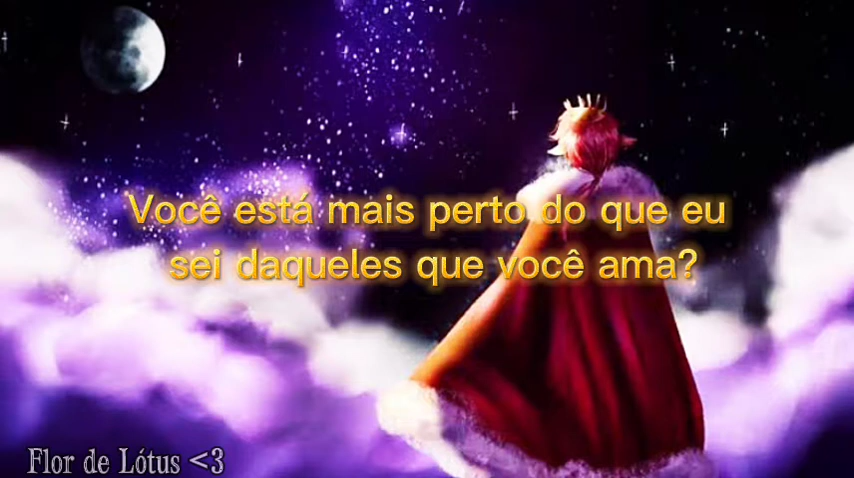 Você está mais perto do que eu
sei daqueles que você ama?
Flor de Lótus <3